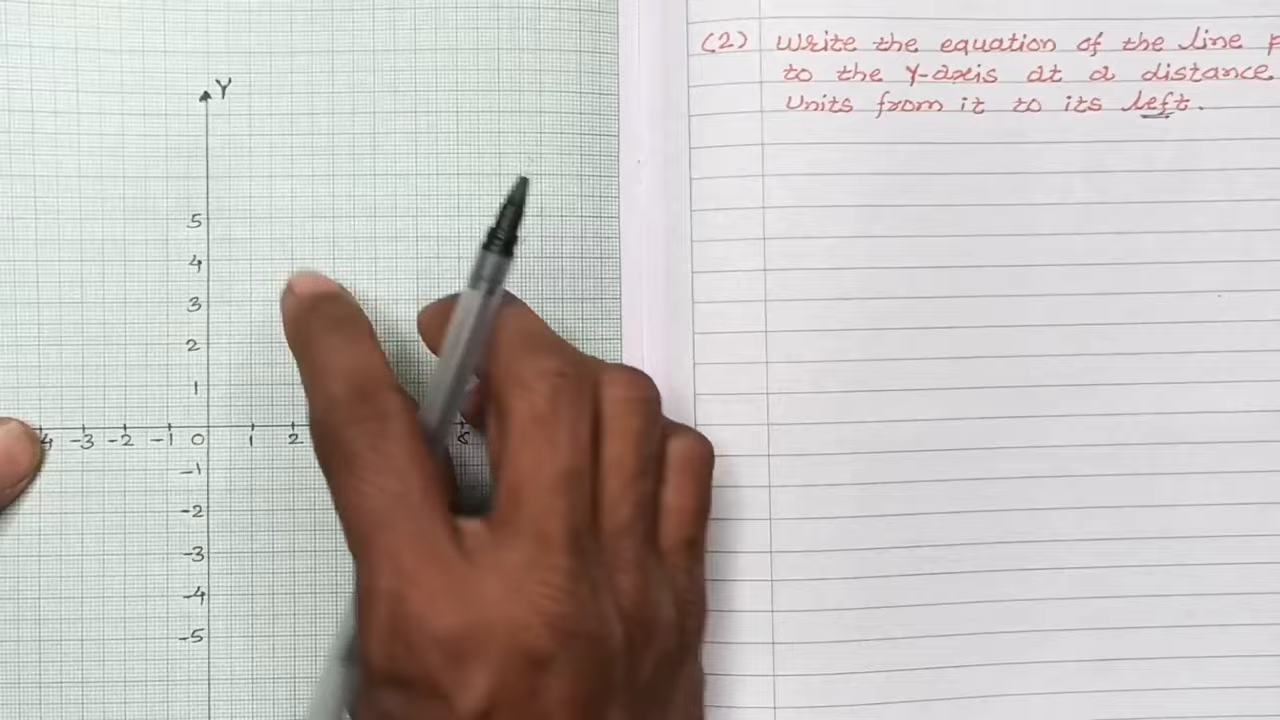 Y
5
4
3
2
1
4 -3 -2 -1 0 1 2
-1
-2
-3
-4
-5
(2) Write the equation of the line
to the Y-axis at a distance
Units from it to its left.